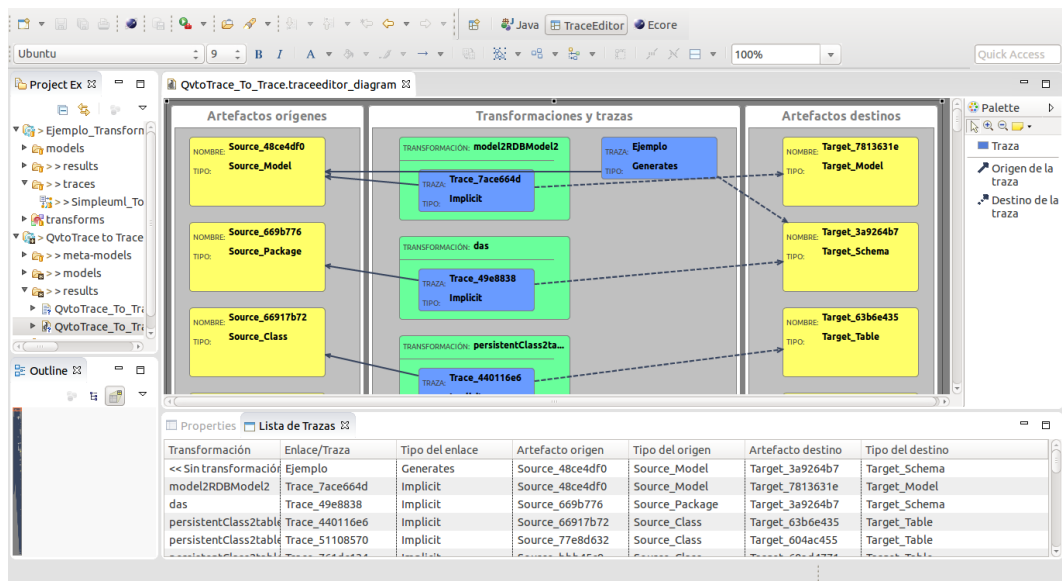 Java TraceEditor Ecore
Ubuntu 9 B I A 100% Quick Access
Project Ex
> Ejemplo_Transform
models
> > results
> > traces
> > Simpleuml_To
transforms
> QvtoTrace to Trace
> > meta-models
> > models
> > results
QvtoTrace_To_Tra
QvtoTrace_To_Tra
Outline
QvtoTrace_To_Trace.traceeditor_diagram
Artefactos orígenes
NOMBRE: Source_48ce4df0
TIPO: Source_Model
NOMBRE: Source_669b776
TIPO: Source_Package
NOMBRE: Source_66917b72
TIPO: Source_Class
Transformaciones y trazas
TRANSFORMACIÓN: model2RDBModel2
TRAZA: Trace_7ace664d
TIPO: Implicit
TRAZA: Ejemplo
TIPO: Generates
TRANSFORMACIÓN: das
TRAZA: Trace_49e8838
TIPO: Implicit
TRANSFORMACIÓN: persistentClass2ta...
TRAZA: Trace_440116e6
Artefactos destinos
NOMBRE: Target_7813631e
TIPO: Target_Model
NOMBRE: Target_3a9264b7
TIPO: Target_Schema
NOMBRE: Target_63b6e435
TIPO: Target_Table
Palette
Traza
Origen de la
traza
Destino de la
traza
Properties Lista de Trazas
Transformación Enlace/Traza Tipo del enlace Artefacto origen Tipo del origen Artefacto destino Tipo del destino
<< Sin transformación Ejemplo Generates Source_48ce4df0 Source_Model Target_3a9264b7 Target_Schema
model2RDBModel2 Trace_7ace664d Implicit Source_48ce4df0 Source_Model Target_7813631e Target_Model
das Trace_49e8838 Implicit Source_669b776 Source_Package Target_3a9264b7 Target_Schema
persistentClass2table Trace_440116e6 Implicit Source_66917b72 Source_Class Target_63b6e435 Target_Table
persistentClass2table Trace_51108570 Implicit Source_77e8d632 Source_Class Target_604ac455 Target_Table